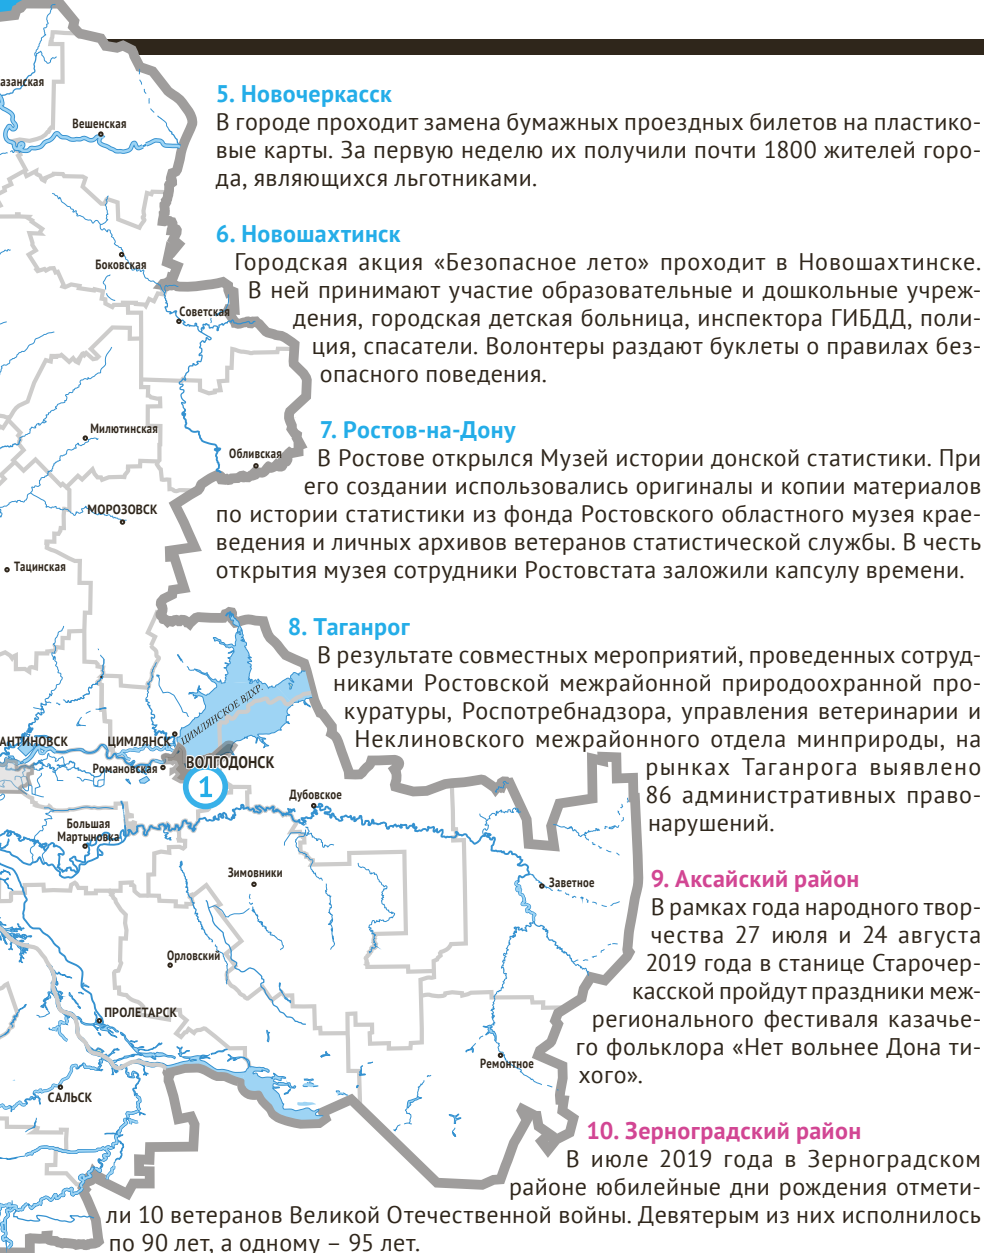 5. Новочеркасск
В городе проходит замена бумажных проездных билетов на пластико-
вые карты. За первую неделю их получили почти 1800 жителей горо-
да, являющихся льготниками.
6. Новошахтинск
Городская акция «Безопасное лето» проходит в Новошахтинске.
В ней принимают участие образовательные и дошкольные учреж-
дения, городская детская больница, инспектора ГИБДД, поли-
ция, спасатели. Волонтеры раздают буклеты о правилах без-
опасного поведения.
7. Ростов-на-Дону
В Ростове открылся Музей истории донской статистики. При
его создании использовались оригиналы и копии материалов
по истории статистики из фонда Ростовского областного музея крае-
ведения и личных архивов ветеранов статистической службы. В честь
открытия музея сотрудники Ростовстата заложили капсулу времени.
8. Таганрог
В результате совместных мероприятий, проведенных сотруд-
никами Ростовской межрайонной природоохранной про-
куратуры, Роспотребнадзора, управления ветеринарии и
Неклиновского межрайонного отдела минприроды, на
рынках Таганрога выявлено
86 административных право-
нарушений.
9. Аксайский район
В рамках года народного твор-
чества 27 июля и 24 августа
2019 года в станице Старочер-
касской пройдут праздники меж-
регионального фестиваля казачье-
го фольклора «Нет вольнее Дона ти-
хого».
10. Зерноградский район
В июле 2019 года в Зерноградском
районе юбилейные дни рождения отмети-
ли 10 ветеранов Великой Отечественной войны. Девятерым из них исполнилось
по 90 лет, а одному – 95 лет.
азанская
Вешенская
Боковская
Советская
Милютинская
Обливская
МОРОЗОВСК
Тацинская
ЦИМЛЯНСКОЕ ВДХР.
АНТИНОВСК
ЦИМЛЯНСК
Романовская
ВОЛГОДОНСК
1
Дубовское
Большая
Мартыновка
Зимовники
Заветное
Орловский
ПРОЛЕТАРСК
Ремонтное
САЛЬСК